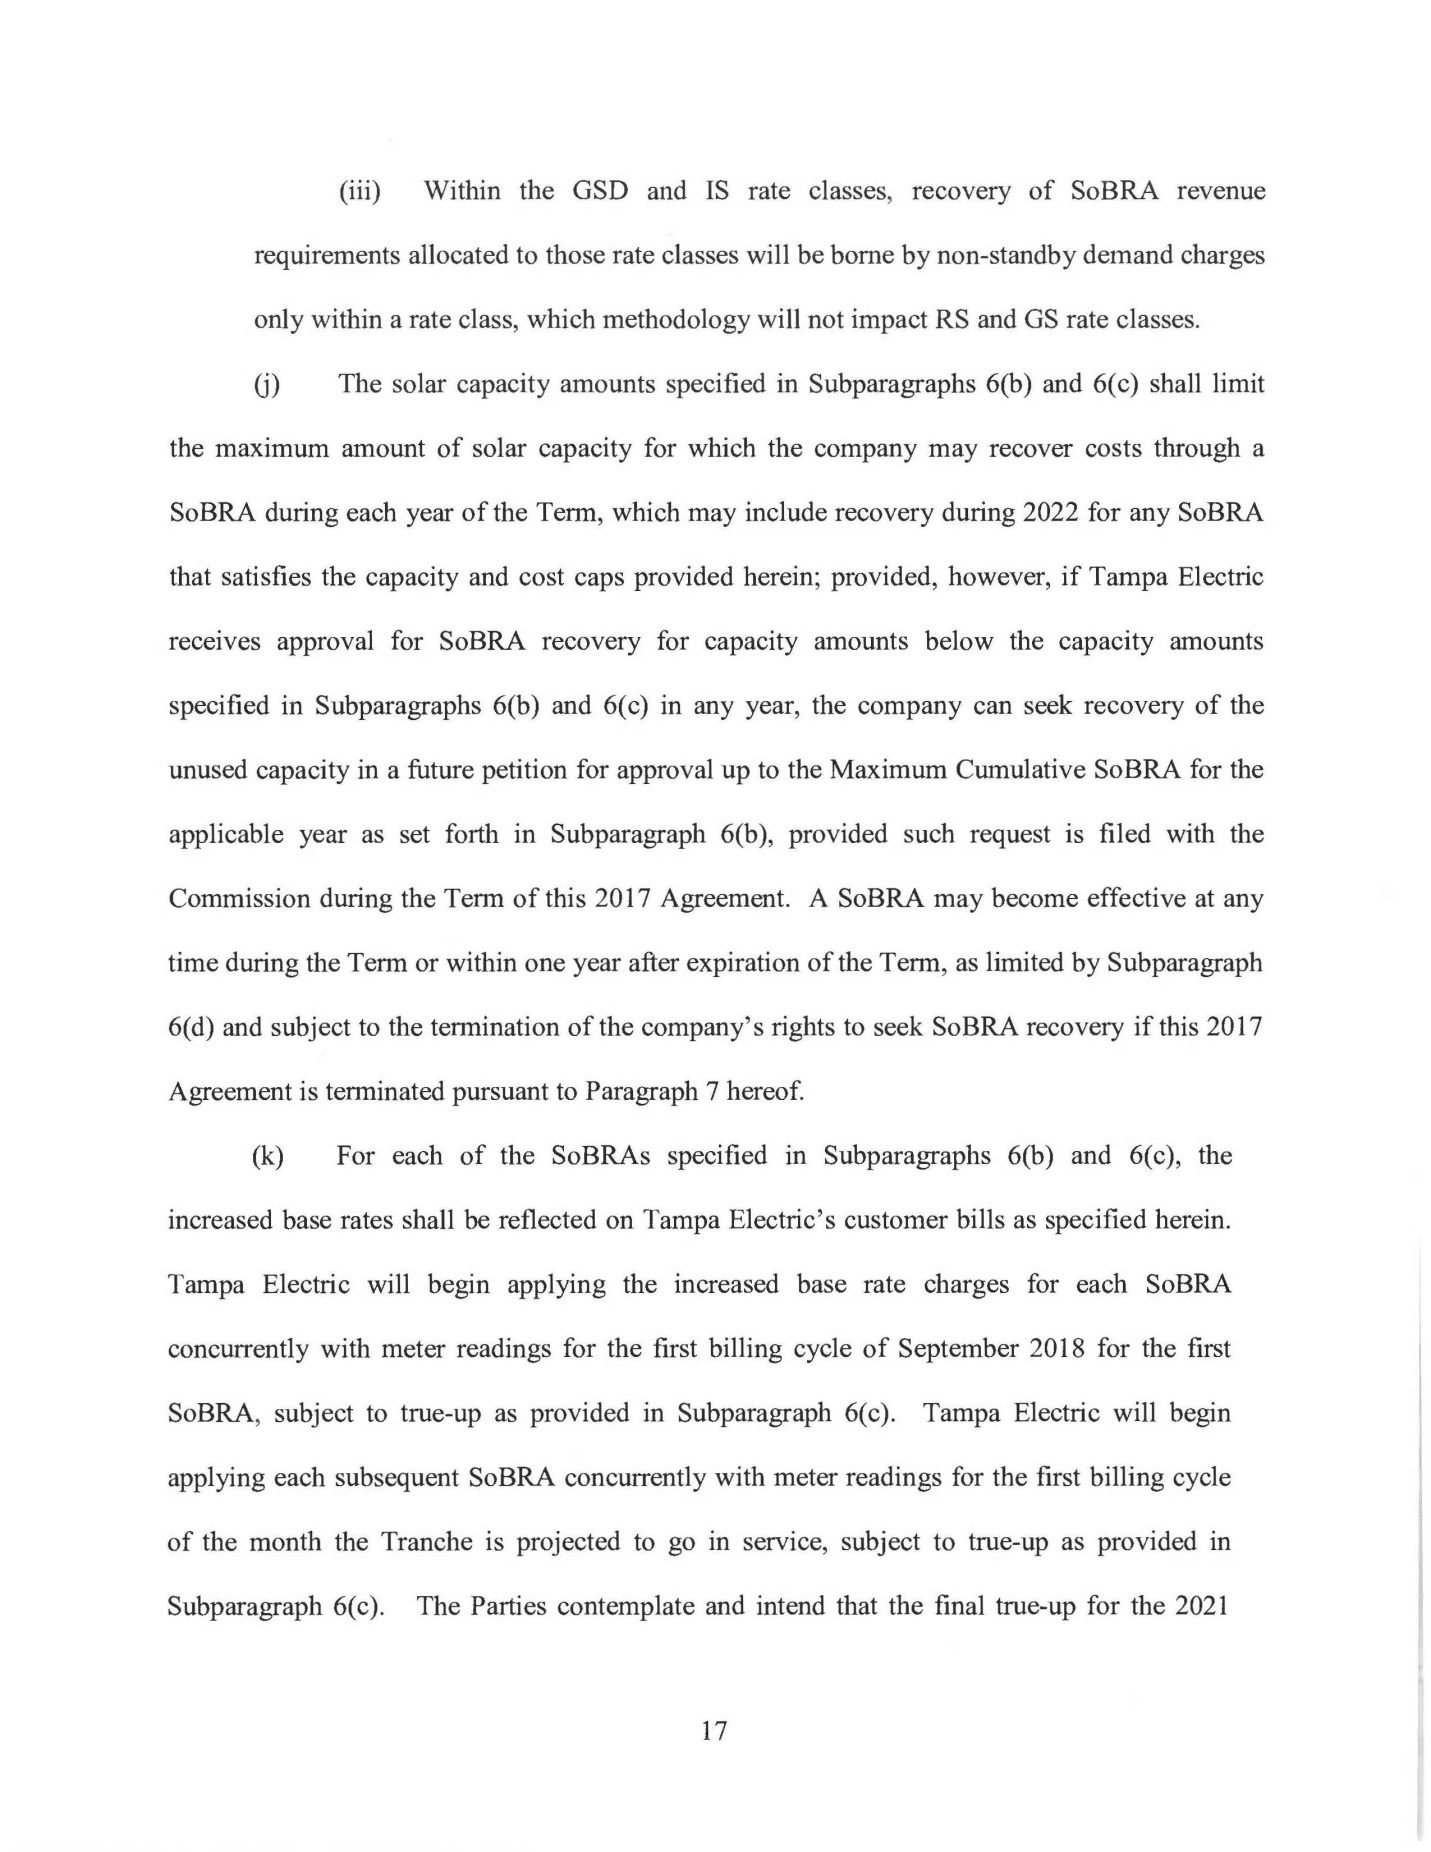 (iii) Within the GSD and IS rate classes, recovery of SoBRA revenue
requirements allocated to those rate classes will be borne by non-standby demand charges
only within a rate class, which methodology will not impact RS and GS rate classes.
(j) The solar capacity amounts specified in Subparagraphs 6(b) and 6(c) shall limit
the maximum amount of solar capacity for which the company may recover costs through a
SoBRA during each year of the Term, which may include recovery during 2022 for any SoBRA
that satisfies the capacity and cost caps provided herein; provided, however, if Tampa Electric
receives approval for SoBRA recovery for capacity amounts below the capacity amounts
specified in Subparagraphs 6(b) and 6(c) in any year, the company can seek recovery of the
unused capacity in a future petition for approval up to the Maximum Cumulative SoBRA for the
applicable year as set forth in Subparagraph 6(b), provided such request is filed with the
Commission during the Term of this 2017 Agreement. A SoBRA may become effective at any
time during the Term or within one year after expiration of the Term, as limited by Subparagraph
6(d) and subject to the termination of the company's rights to seek SoBRA recovery if this 2017
Agreement is terminated pursuant to Paragraph 7 hereof.
(k) For each of the SoBRAs specified in Subparagraphs 6(b) and 6(c), the
increased base rates shall be reflected on Tampa Electric's customer bills as specified herein.
Tampa Electric will begin applying the increased base rate charges for each SoBRA
concurrently with meter readings for the first billing cycle of September 2018 for the first
SoBRA, subject to true-up as provided in Subparagraph 6(c). Tampa Electric will begin
applying each subsequent SoBRA concurrently with meter readings for the first billing cycle
of the month the Tranche is projected to go in service, subject to true-up as provided in
Subparagraph 6(c). The Parties contemplate and intend that the final true-up for the 2021
17